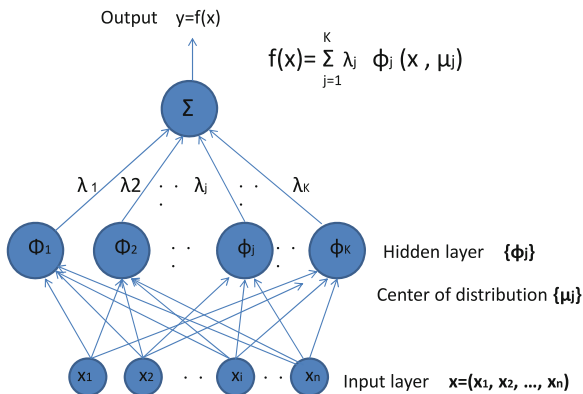 Output y=f(x)
K
f(x)= Σ λj ϕj (x , μj)
j=1
Σ
λ 1 λ2 . . . λj . . . λK
Φ1 Φ2 . . . ϕj . . . ϕK
Hidden layer {ϕj}
Center of distribution {μj}
x1 x2 . . xi . . xn
Input layer x=(x1, x2, ..., xn)